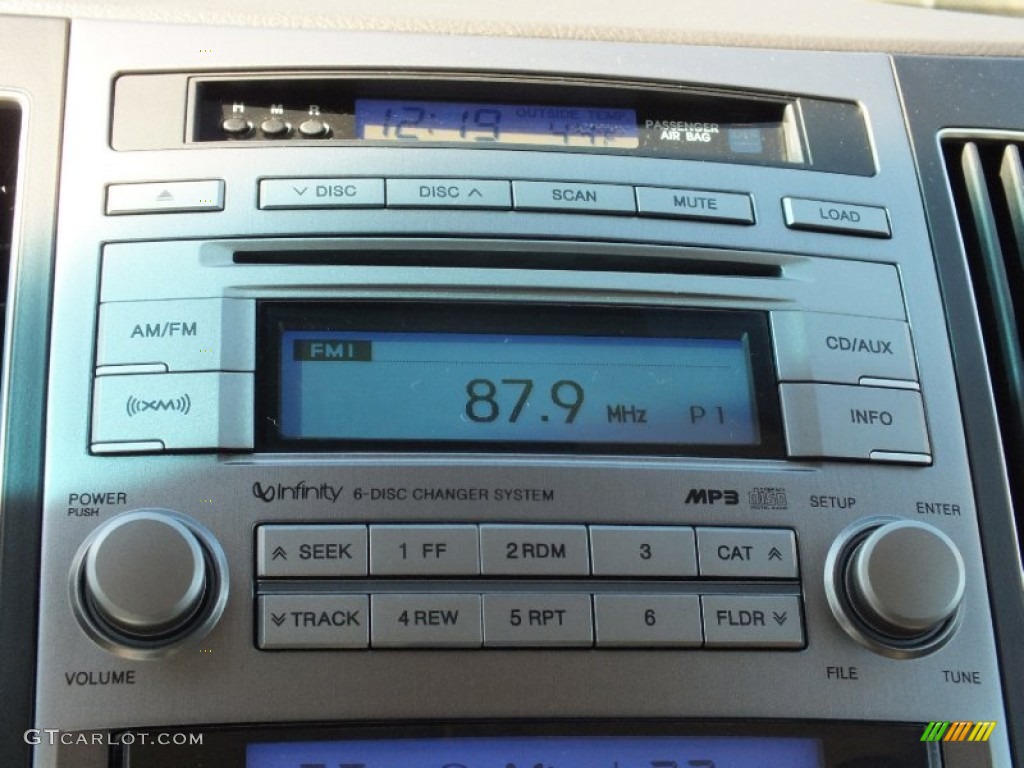 H M R
12:19 OUTSIDE TEMP
PASSENGER
AIR BAG
DISC DISC SCAN MUTE LOAD
AM/FM
CD/AUX
XM
INFO
FM1
87.9 MHz P1
Infinity 6-DISC CHANGER SYSTEM MP3 disc
POWER
PUSH
SETUP ENTER
SEEK 1 FF 2 RDM 3 CAT
TRACK 4 REW 5 RPT 6 FLDR
VOLUME
FILE TUNE
GTCARLOT.COM